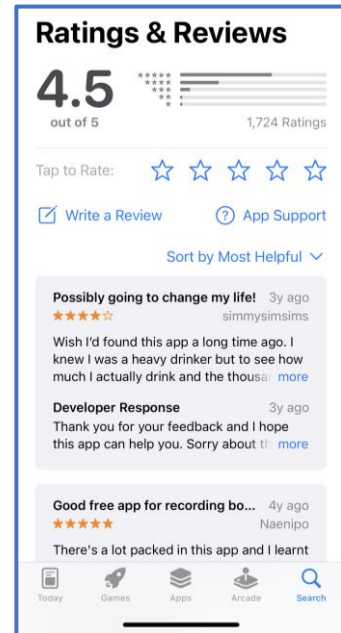 Ratings & Reviews
4.5
out of 5
1,724 Ratings
Tap to Rate:
Write a Review
App Support
Sort by Most Helpful
Possibly going to change my life! 3y ago
simmysimsims
Wish I'd found this app a long time ago. I
knew I was a heavy drinker but to see how
much I actually drink and the more
Developer Response 3y ago
Thank you for your feedback and I hope
this app can help you. Sorry about more
Good free app for recording bo... 4y ago
Naenipo
There's a lot packed in this app and I learnt
Today Games Apps Arcade Search